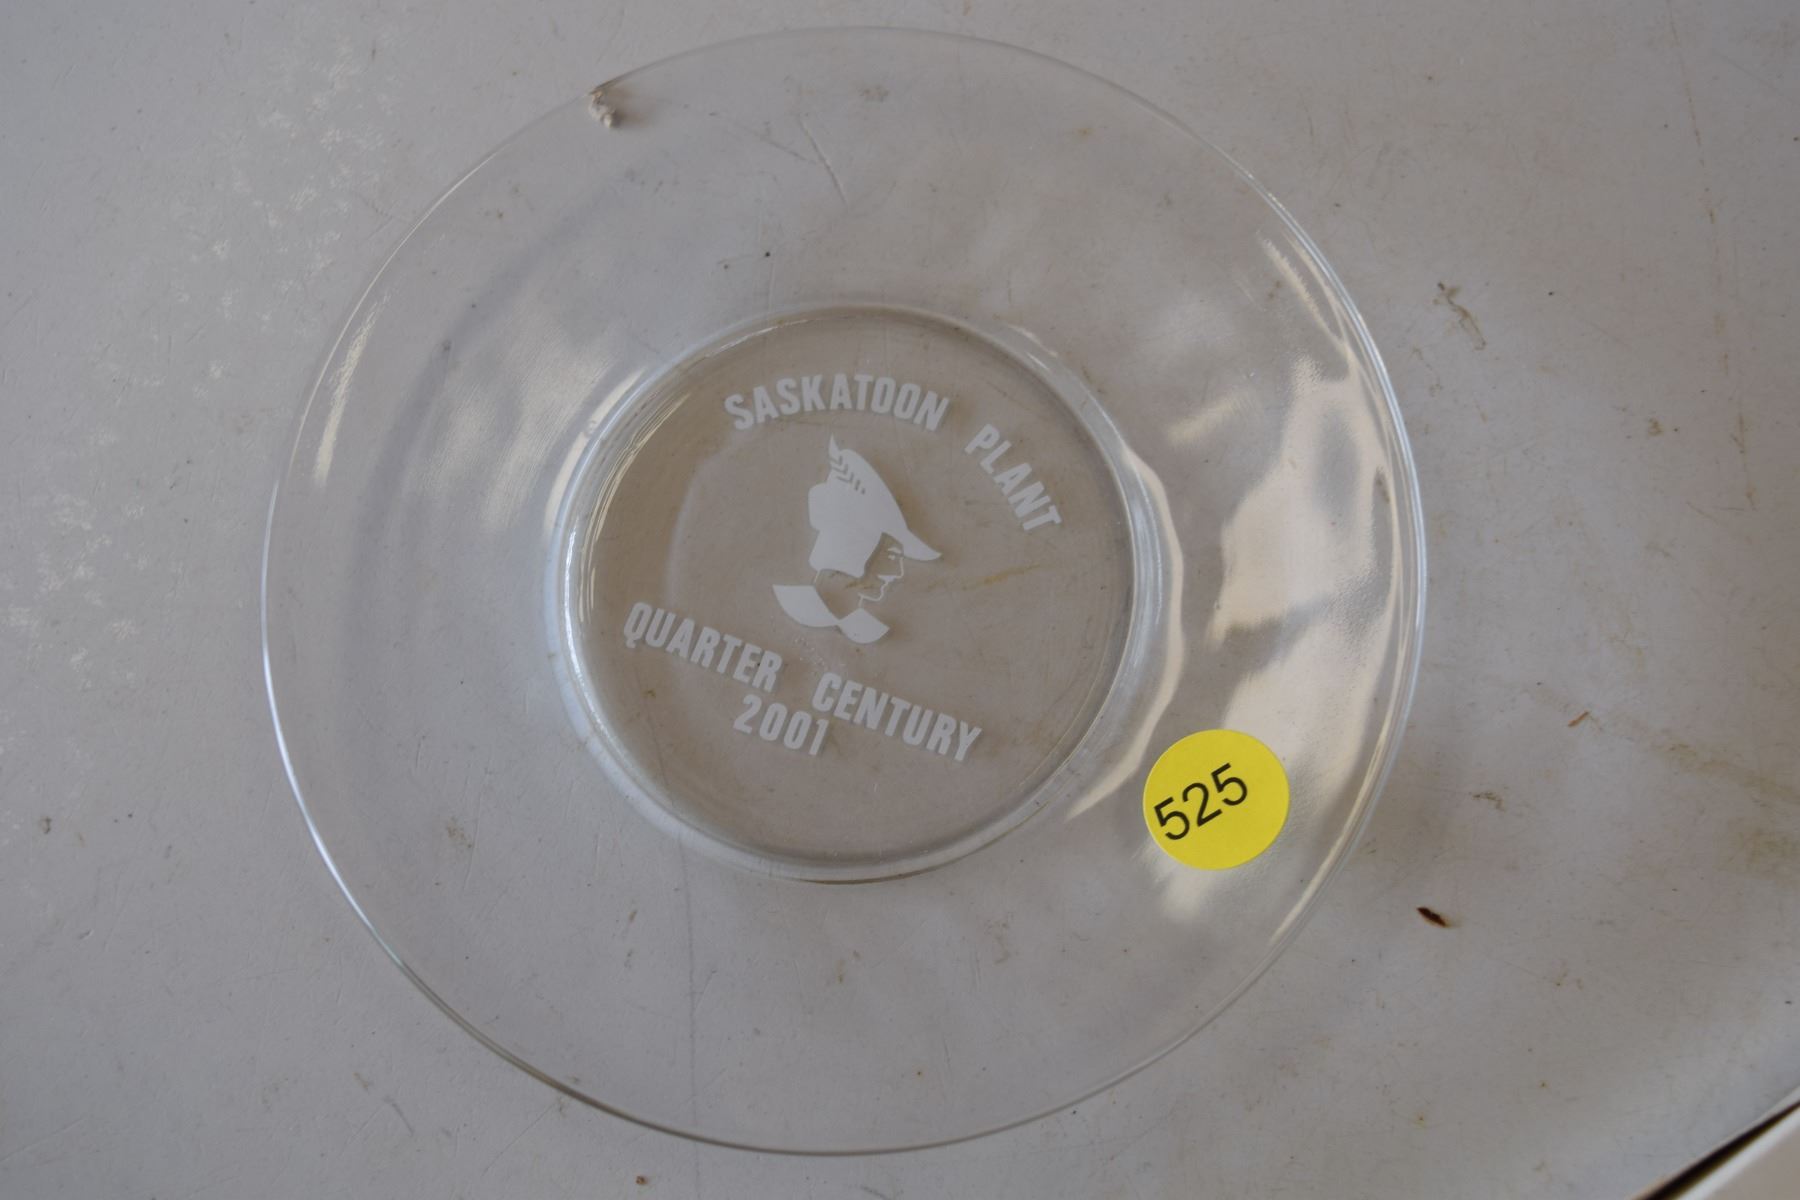 SASKATOON PLANT
QUARTER CENTURY
2001
525